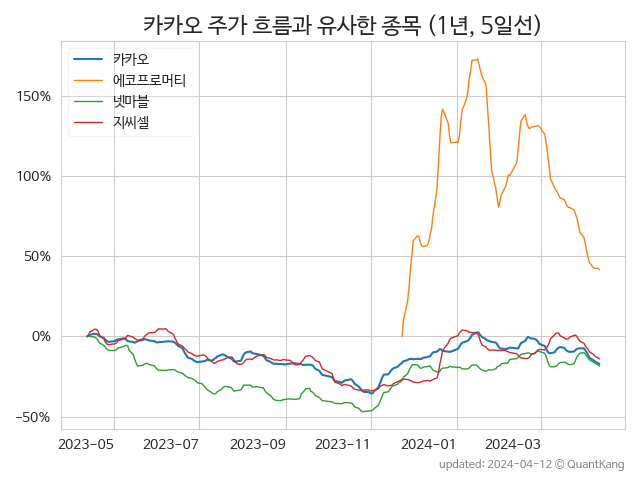 카카오 주가 흐름과 유사한 종목 (1년, 5일선)
카카오
에코프로머티
넷마블
지씨셀
150%
100%
50%
0%
−50%
2023-05 2023-07 2023-09 2023-11 2024-01 2024-03
updated: 2024-04-12 © QuantKang